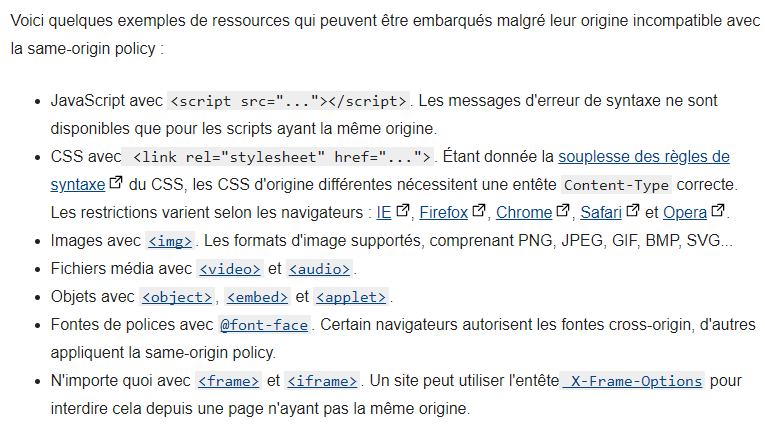 Voici quelques exemples de ressources qui peuvent être embarqués malgré leur origine incompatible avec
la same-origin policy :
• JavaScript avec <script src="..."></script>. Les messages d'erreur de syntaxe ne sont
disponibles que pour les scripts ayant la même origine.
• CSS avec <link rel="stylesheet" href="...">. Étant donnée la souplesse des règles de
syntaxe du CSS, les CSS d'origine différentes nécessitent une entête Content-Type correcte.
Les restrictions varient selon les navigateurs : IE, Firefox, Chrome, Safari et Opera.
• Images avec <img>. Les formats d'image supportés, comprenant PNG, JPEG, GIF, BMP, SVG...
• Fichiers média avec <video> et <audio>.
• Objets avec <object>, <embed> et <applet>.
• Fontes de polices avec @font-face. Certain navigateurs autorisent les fontes cross-origin, d'autres
appliquent la same-origin policy.
• N'importe quoi avec <frame> et <iframe>. Un site peut utiliser l'entête X-Frame-Options pour
interdire cela depuis une page n'ayant pas la même origine.